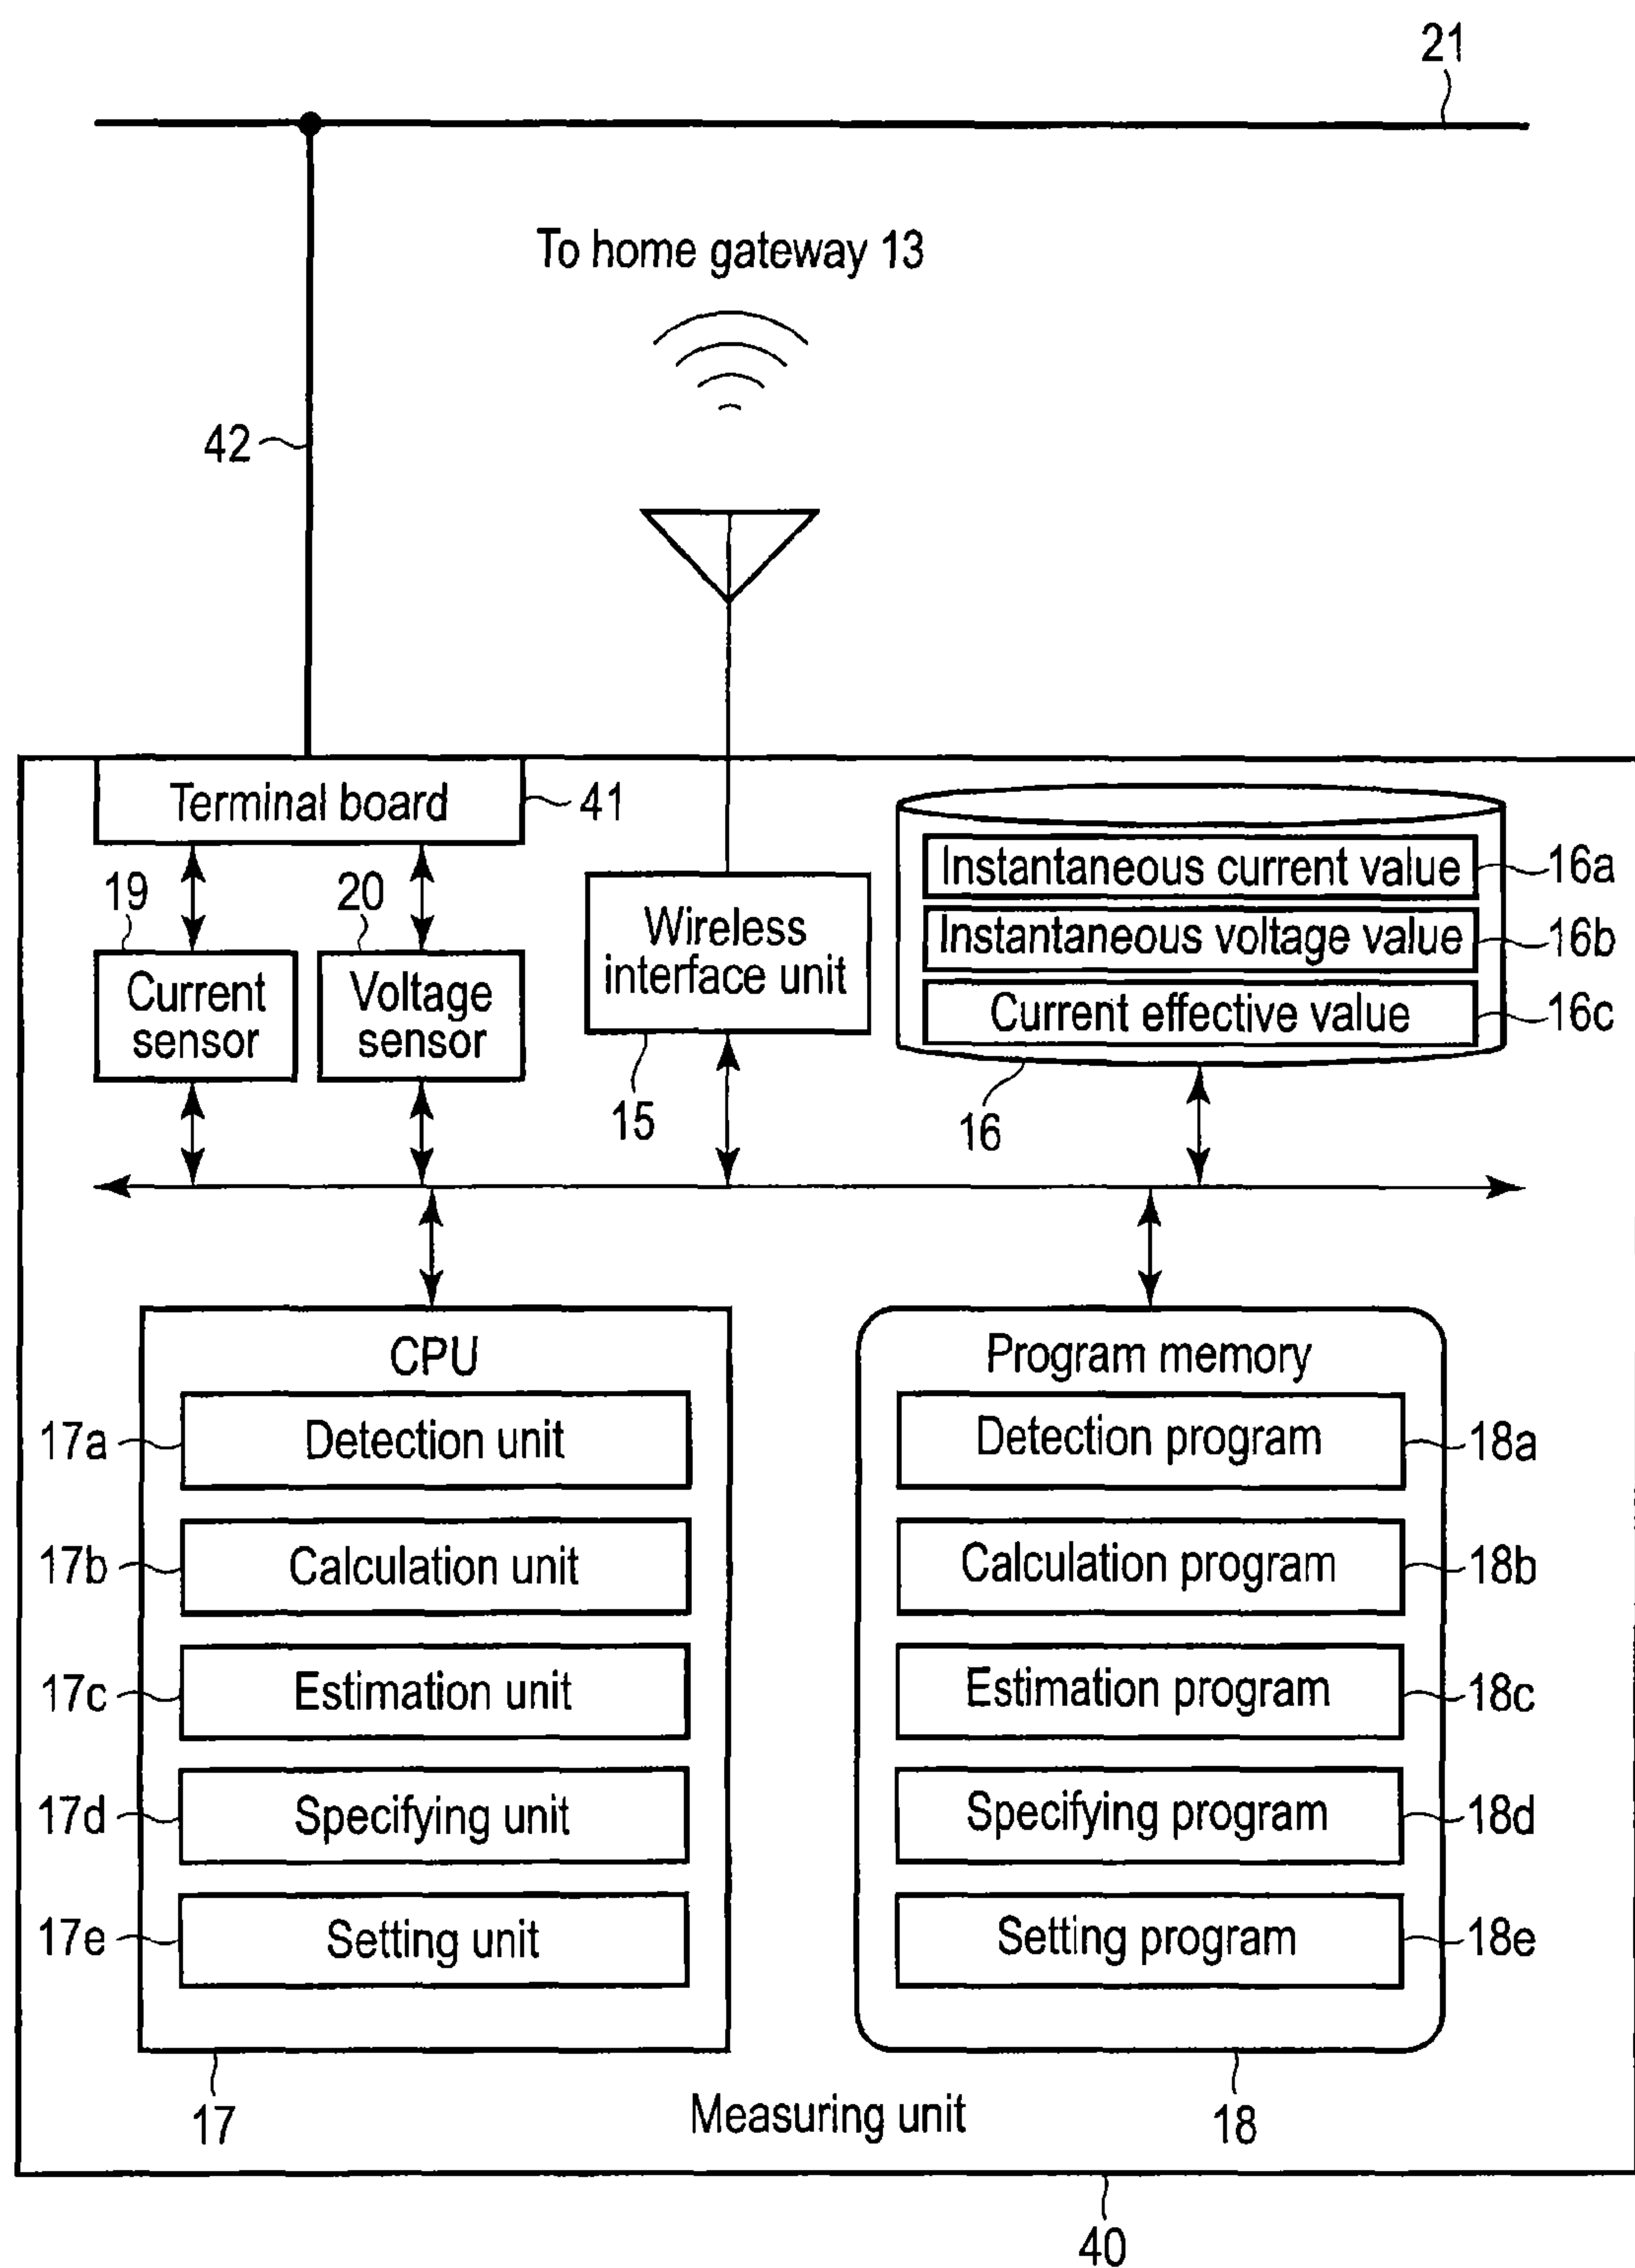 21
To home gateway 13
42
Terminal board
41
19
20
Current
sensor
Voltage
sensor
Wireless
interface unit
15
Instantaneous current value
16a
Instantaneous voltage value
16b
Current effective value
16c
16
CPU
17a
Detection unit
17b
Calculation unit
17c
Estimation unit
17d
Specifying unit
17e
Setting unit
17
Program memory
Detection program
18a
Calculation program
18b
Estimation program
18c
Specifying program
18d
Setting program
18e
18
Measuring unit
40